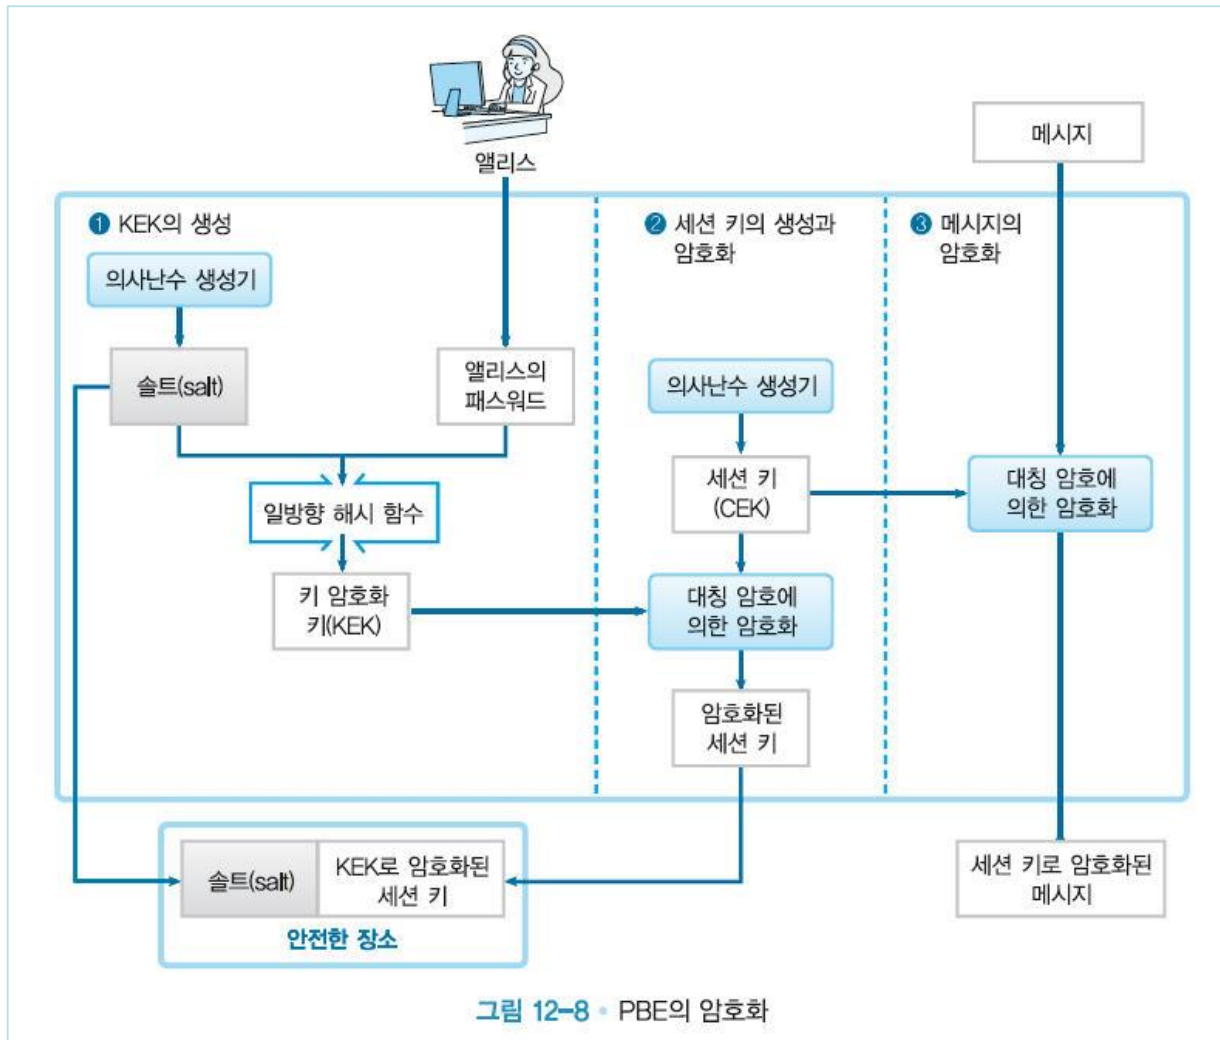 앨리스
메시지
❶ KEK의 생성
의사난수 생성기
솔트(salt)
앨리스의
패스워드
일방향 해시 함수
키 암호화
키(KEK)
❷ 세션 키의 생성과
암호화
의사난수 생성기
세션 키
(CEK)
대칭 암호에
의한 암호화
암호화된
세션 키
❸ 메시지의
암호화
대칭 암호에
의한 암호화
솔트(salt)
KEK로 암호화된
세션 키
안전한 장소
세션 키로 암호화된
메시지
그림 12-8 • PBE의 암호화